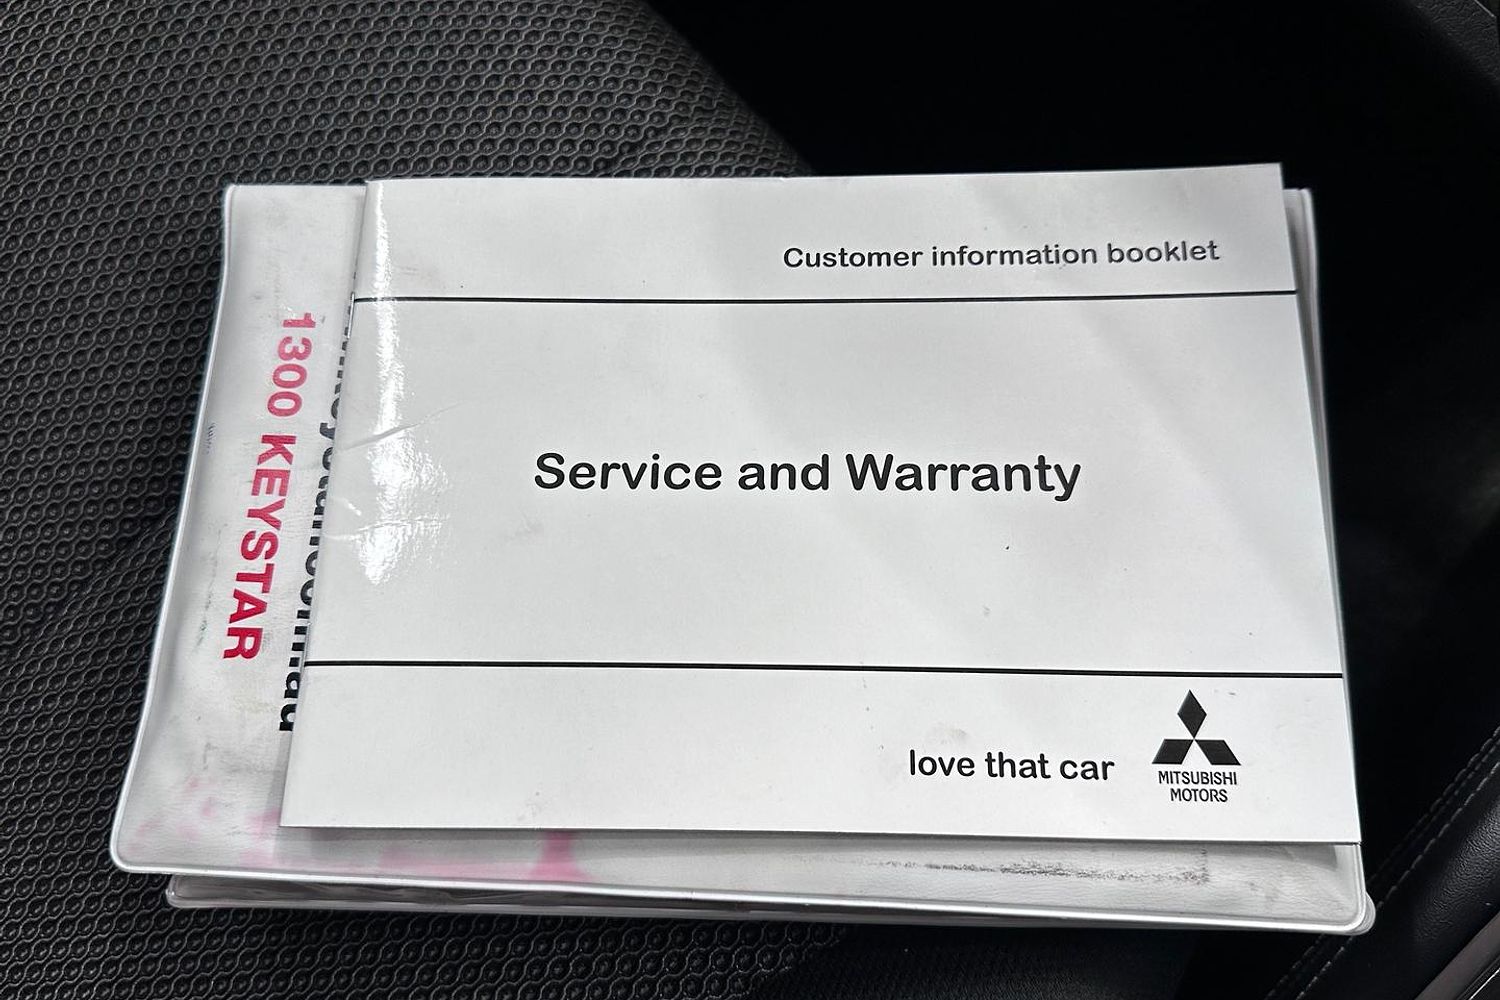 Customer information booklet
Service and Warranty
love that car
MITSUBISHI
MOTORS
1300 KEYSTAR